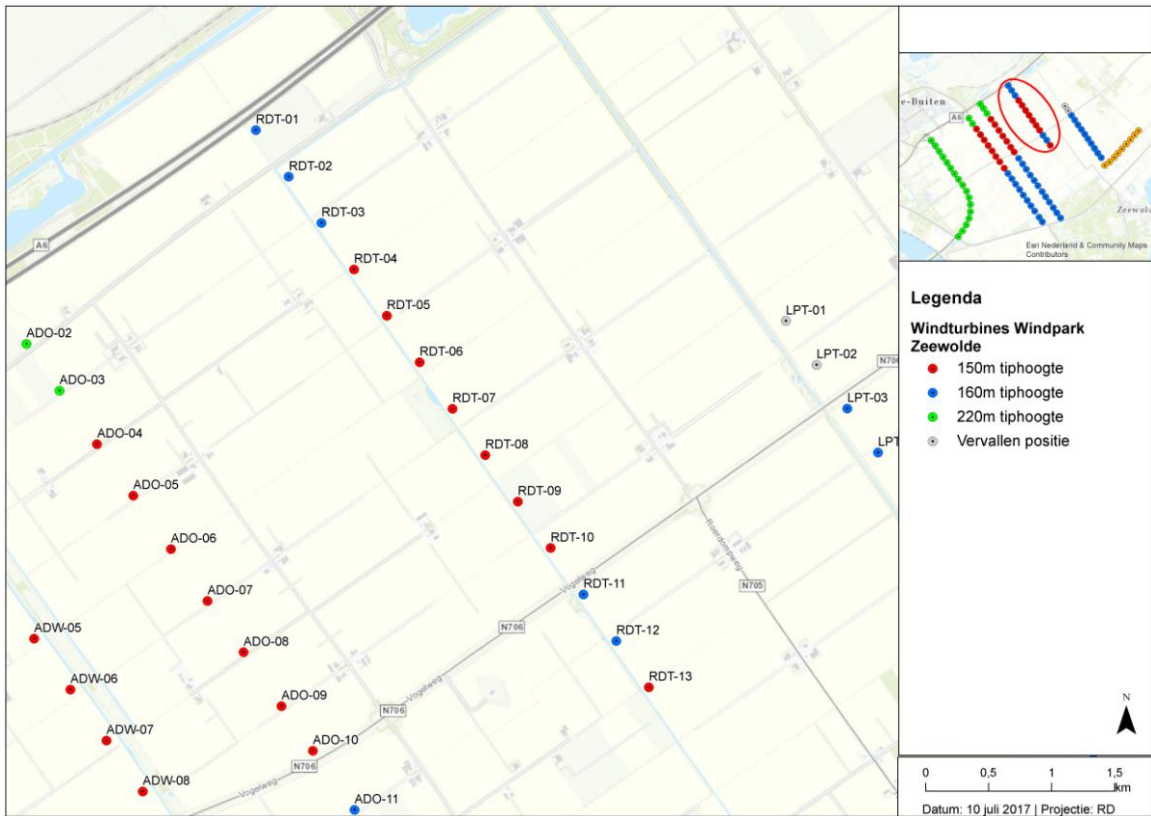 RDT-01
RDT-02
RDT-03
A6
RDT-04
RDT-05
LPT-01
ADO-02
RDT-06
LPT-02
N706
ADO-03
RDT-07
LPT-03
ADO-04
RDT-08
LPT
ADO-05
RDT-09
ADO-06
RDT-10
Roerdompweg
Vogelweg
RDT-11
N705
ADO-07
ADW-05
N706
RDT-12
ADO-08
ADW-06
Vogelweg
RDT-13
ADO-09
N706
ADW-07
ADO-10
N706
ADW-08
Vogelweg
ADO-11
e-Buiten
A6
Zeewolde
Esri Nederland & Community Maps
Contributors
Legenda
Windturbines Windpark
Zeewolde
150m tiphoogte
160m tiphoogte
220m tiphoogte
Vervallen positie
N
0 0,5 1 1,5
km
Datum: 10 juli 2017 | Projectie: RD